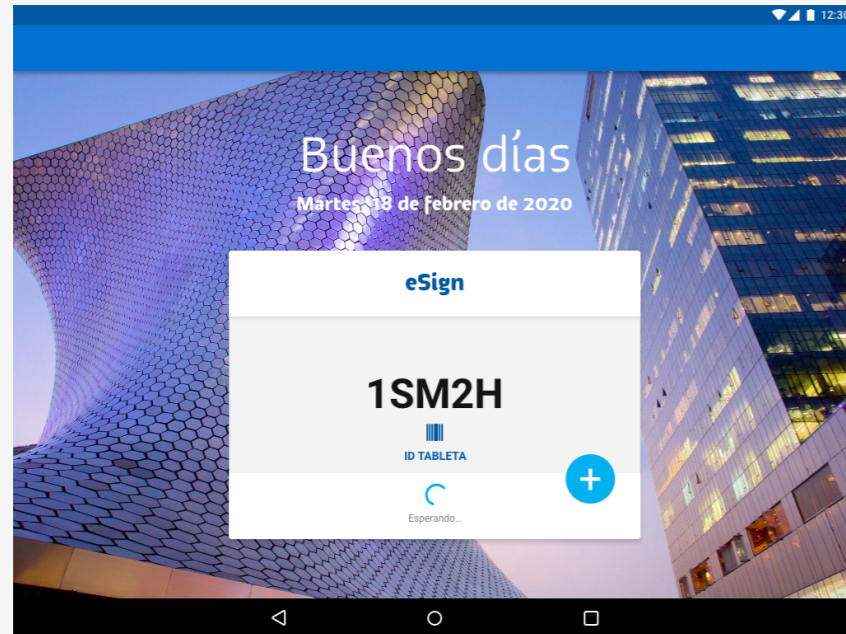 12:30
Buenos días
Martes, 18 de febrero de 2020
eSign
1SM2H
ID TABLETA
Esperando...